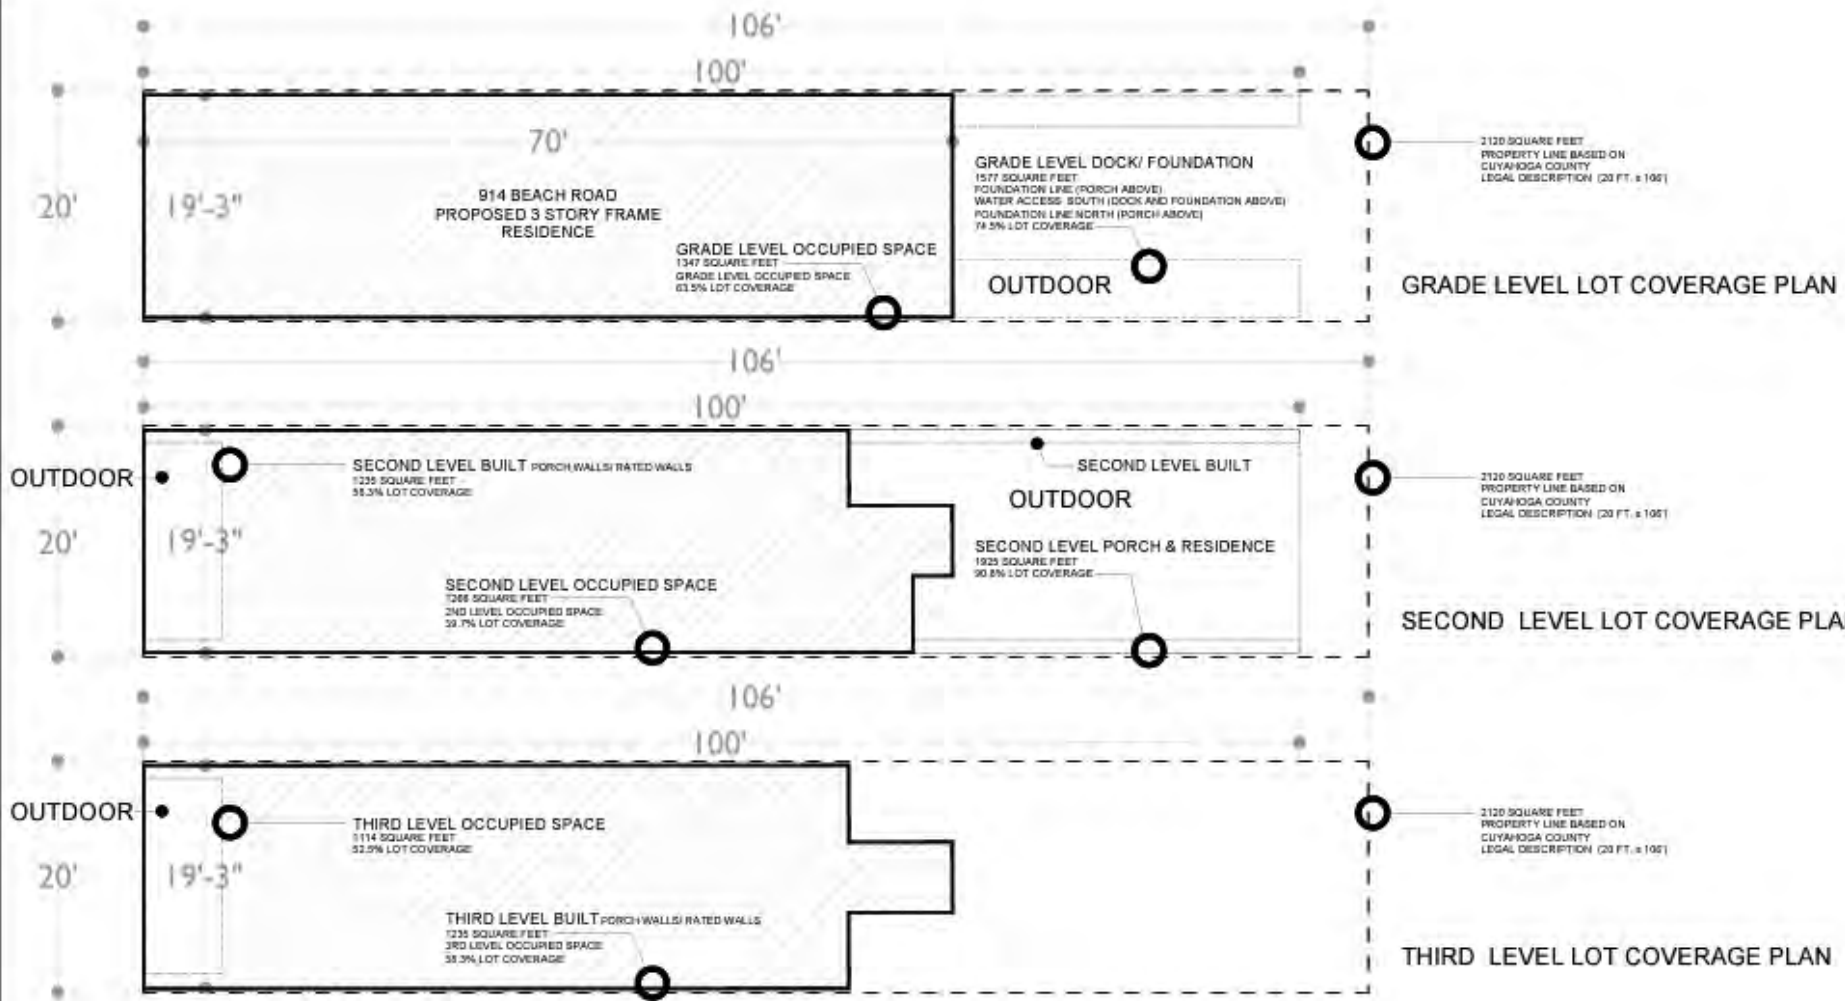 106'
100'
70'
20'
19'-3"
914 BEACH ROAD
PROPOSED 3 STORY FRAME
RESIDENCE
GRADE LEVEL OCCUPIED SPACE
1347 SQUARE FEET
GRADE LEVEL OCCUPIED SPACE
63.5% LOT COVERAGE
GRADE LEVEL DOCK/ FOUNDATION
1577 SQUARE FEET
FOUNDATION LINE (PORCH ABOVE)
WATER ACCESS SOUTH (DOCK AND FOUNDATION ABOVE)
FOUNDATION LINE NORTH (PORCH ABOVE)
74.5% LOT COVERAGE
OUTDOOR
2120 SQUARE FEET
PROPERTY LINE BASED ON
CUYAHOGA COUNTY
LEGAL DESCRIPTION (20 FT. x 106')
GRADE LEVEL LOT COVERAGE PLAN
106'
100'
OUTDOOR
20'
19'-3"
SECOND LEVEL BUILT PORCH WALLS/ RATED WALLS
1235 SQUARE FEET
58.3% LOT COVERAGE
SECOND LEVEL OCCUPIED SPACE
1266 SQUARE FEET
2ND LEVEL OCCUPIED SPACE
59.7% LOT COVERAGE
SECOND LEVEL BUILT
OUTDOOR
SECOND LEVEL PORCH & RESIDENCE
1925 SQUARE FEET
90.8% LOT COVERAGE
2120 SQUARE FEET
PROPERTY LINE BASED ON
CUYAHOGA COUNTY
LEGAL DESCRIPTION (20 FT. x 106')
SECOND LEVEL LOT COVERAGE PLA
106'
100'
OUTDOOR
20'
19'-3"
THIRD LEVEL OCCUPIED SPACE
1114 SQUARE FEET
52.5% LOT COVERAGE
THIRD LEVEL BUILT PORCH WALLS/ RATED WALLS
1235 SQUARE FEET
3RD LEVEL OCCUPIED SPACE
58.3% LOT COVERAGE
2120 SQUARE FEET
PROPERTY LINE BASED ON
CUYAHOGA COUNTY
LEGAL DESCRIPTION (20 FT. x 106')
THIRD LEVEL LOT COVERAGE PLAN